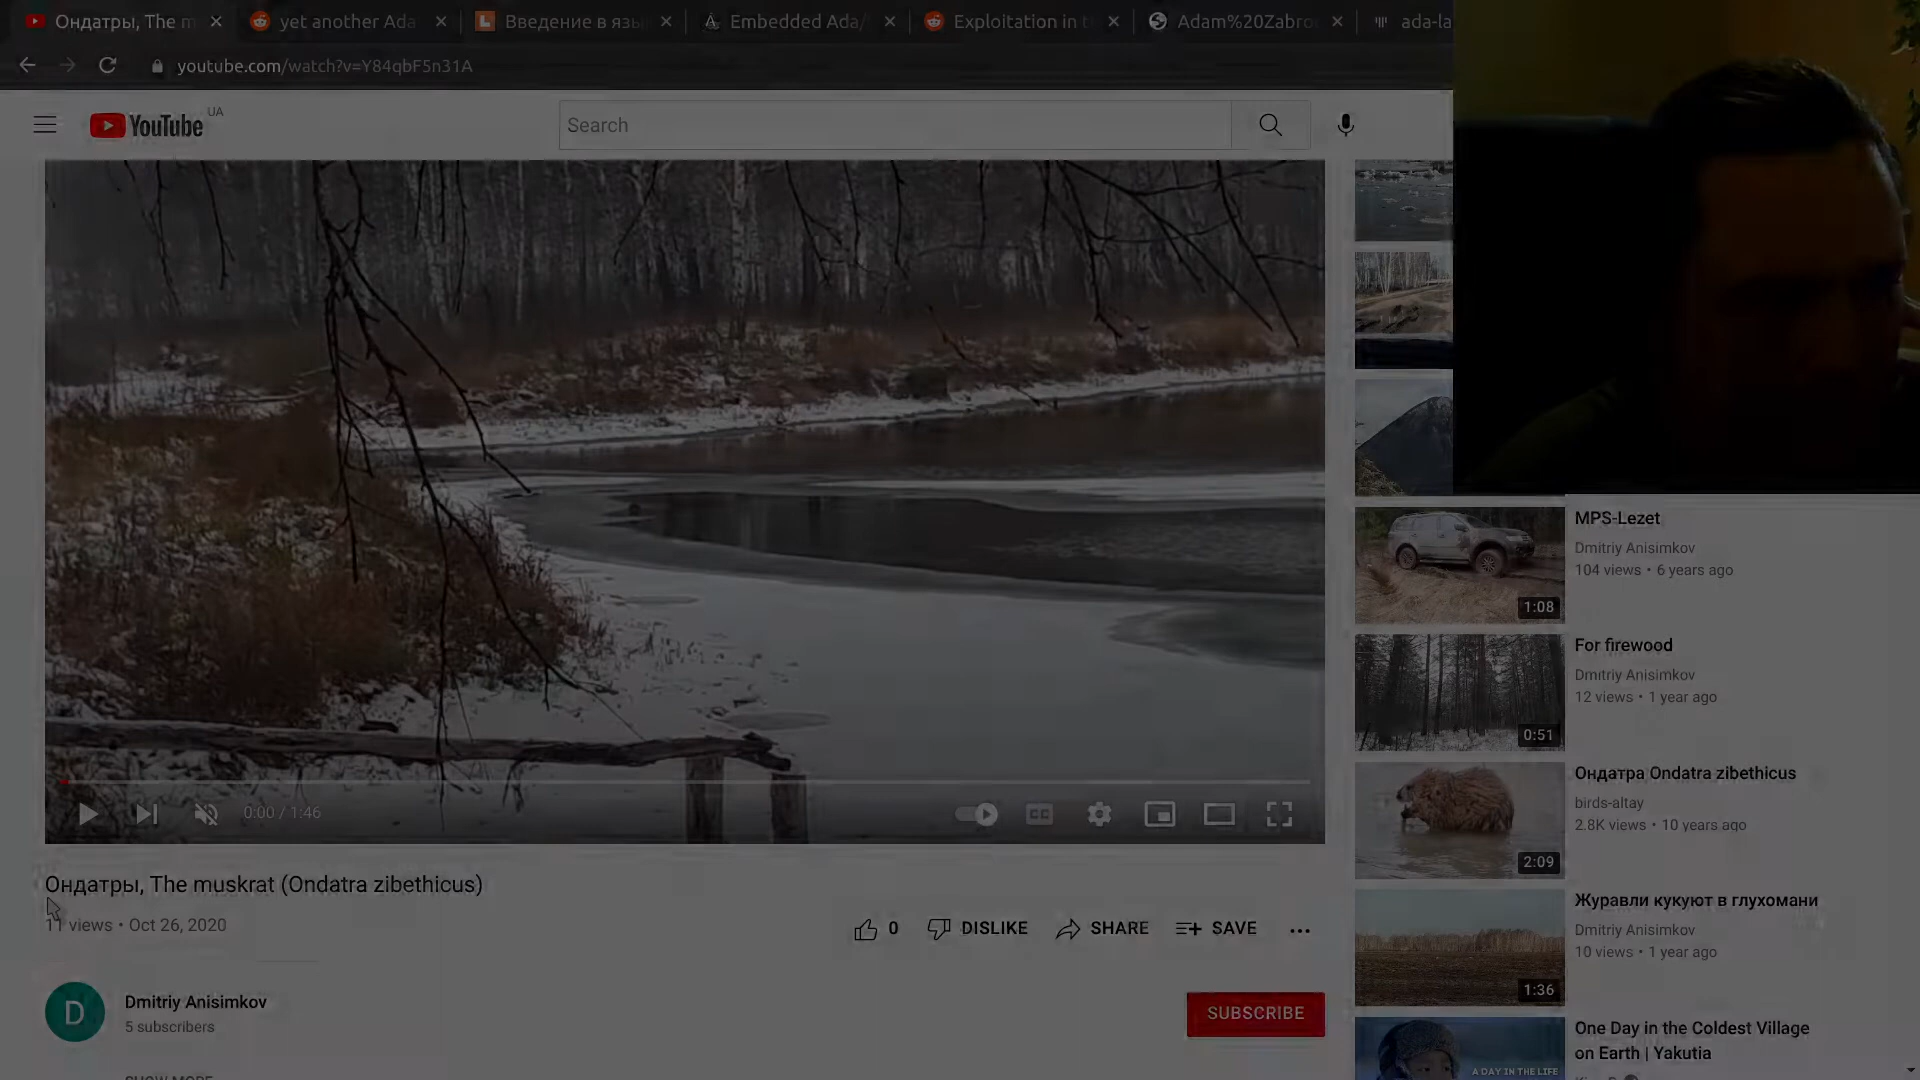 Ондатры, The m
yet another Ada
Введение в язы
Embedded Ada/
Exploitation in t
Adam%20Zabro
ada-la
youtube.com/watch?v=Y84qbF5n31A
YouTube
UA
Search
0:00 / 1:46
CC
Ондатры, The muskrat (Ondatra zibethicus)
11 views • Oct 26, 2020
0
DISLIKE
SHARE
SAVE
D
Dmitriy Anisimkov
5 subscribers
SUBSCRIBE
SHOW MORE
MPS-Lezet
Dmitriy Anisimkov
104 views • 6 years ago
1:08
For firewood
Dmitriy Anisimkov
12 views • 1 year ago
0:51
Ондатра Ondatra zibethicus
birds-altay
2.8K views • 10 years ago
2:09
Журавли кукуют в глухомани
Dmitriy Anisimkov
10 views • 1 year ago
1:36
One Day in the Coldest Village
on Earth | Yakutia
A DAY IN THE LIFE